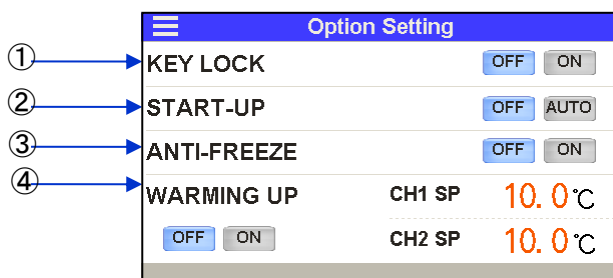 Option Setting
① KEY LOCK OFF ON
② START-UP OFF AUTO
③ ANTI-FREEZE OFF ON
④ WARMING UP CH1 SP 10.0℃
OFF ON CH2 SP 10.0℃